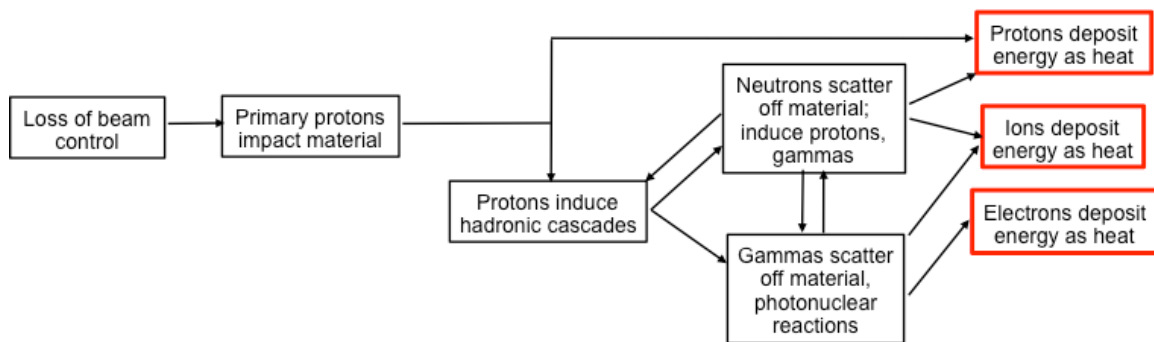 Loss of beam
control
Primary protons
impact material
Protons induce
hadronic cascades
Neutrons scatter
off material;
induce protons,
gammas
Gammas scatter
off material,
photonuclear
reactions
Protons deposit
energy as heat
Ions deposit
energy as heat
Electrons deposit
energy as heat